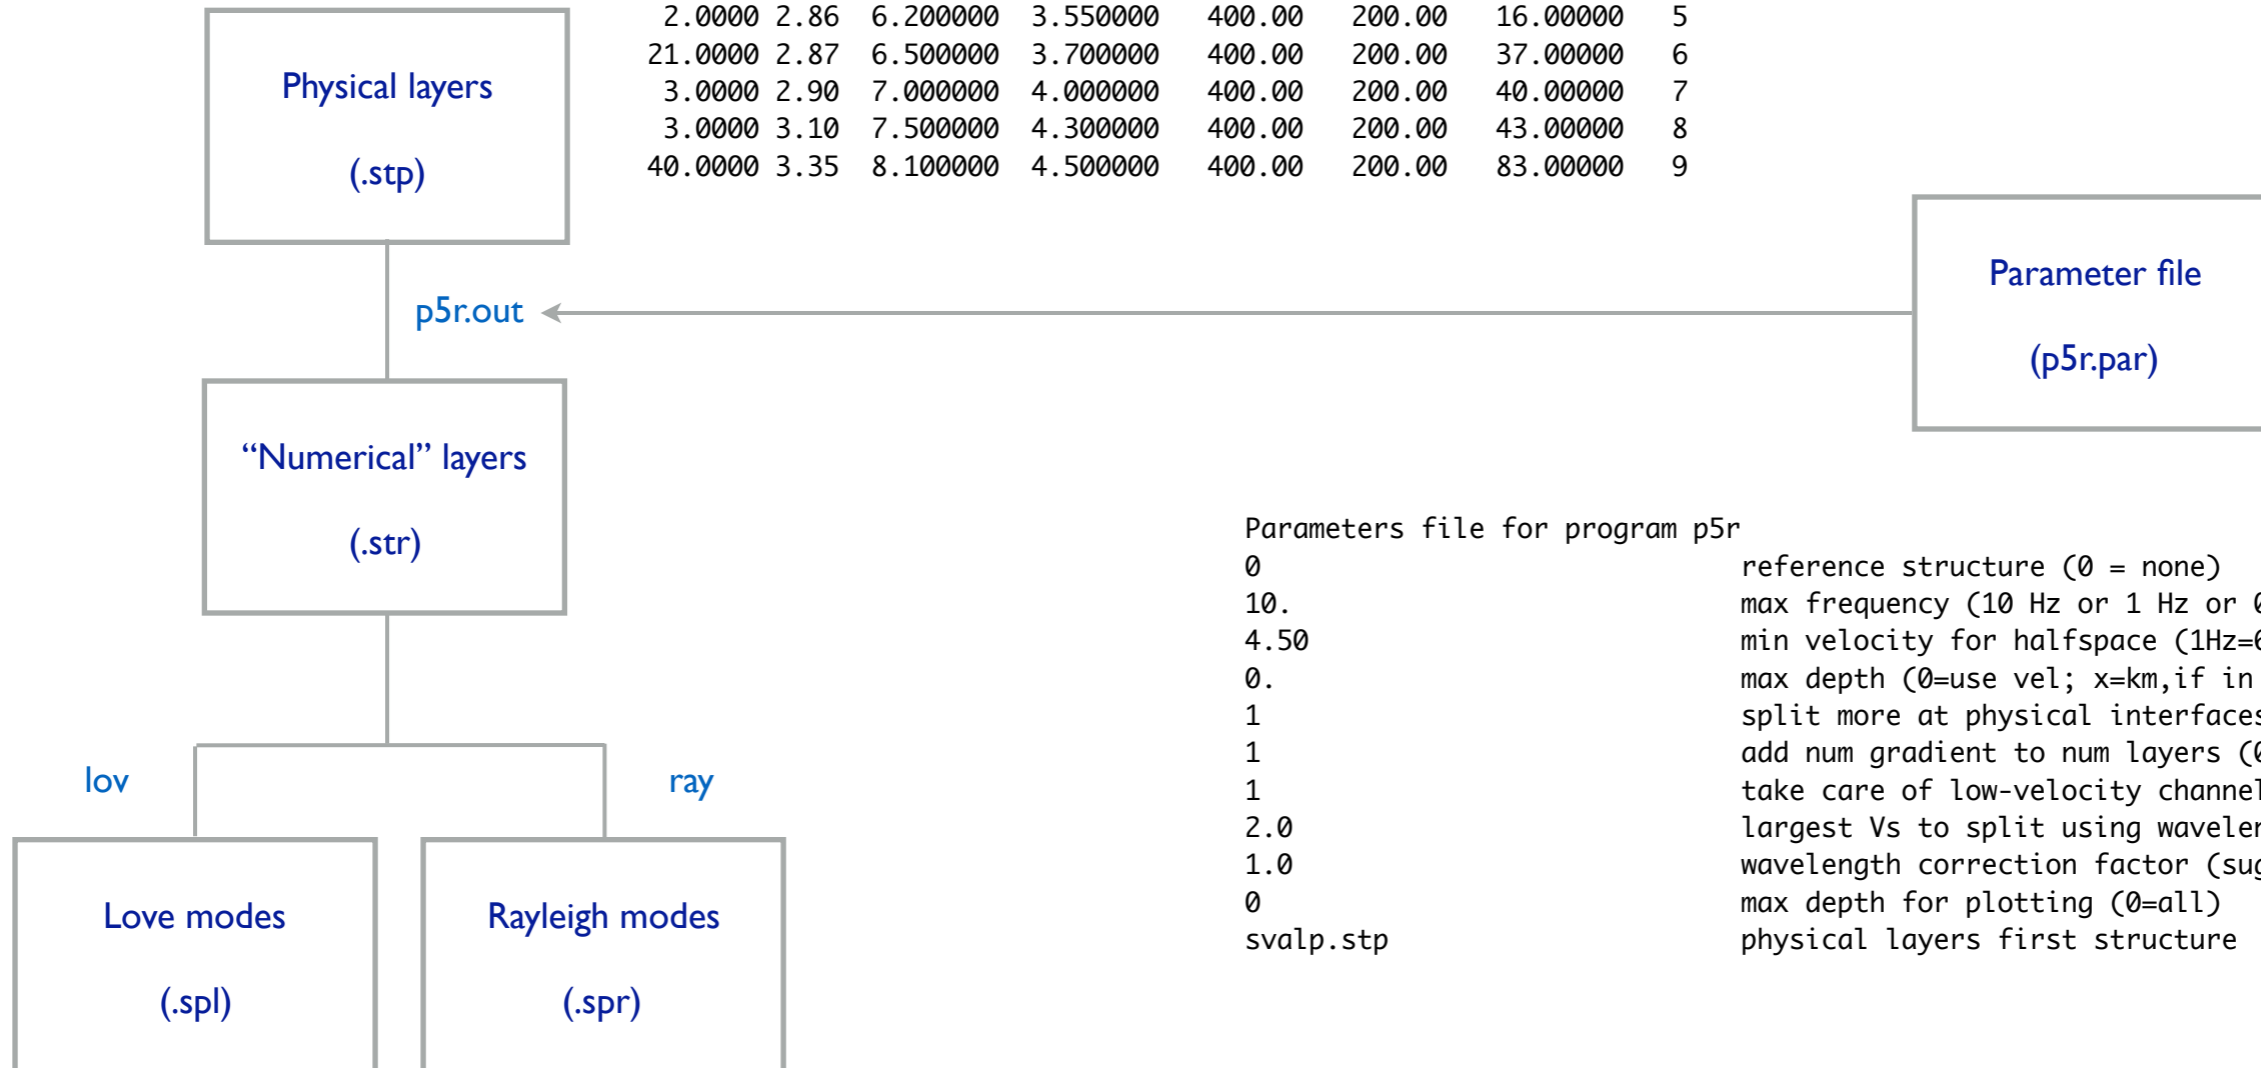 2.0000 2.86 6.200000 3.550000 400.00 200.00 16.00000 5
21.0000 2.87 6.500000 3.700000 400.00 200.00 37.00000 6
3.0000 2.90 7.000000 4.000000 400.00 200.00 40.00000 7
3.0000 3.10 7.500000 4.300000 400.00 200.00 43.00000 8
40.0000 3.35 8.100000 4.500000 400.00 200.00 83.00000 9
Physical layers
(.stp)
p5r.out
Parameter file
(p5r.par)
“Numerical” layers
(.str)
lov
ray
Love modes
(.spl)
Rayleigh modes
(.spr)
Parameters file for program p5r
0 reference structure (0 = none)
10. max frequency (10 Hz or 1 Hz or
4.50 min velocity for halfspace (1Hz=
0. max depth (0=use vel; x=km,if in
1 split more at physical interfaces
1 add num gradient to num layers (
1 take care of low-velocity channel
2.0 largest Vs to split using
1.0 wavelength correction factor
0 max depth for plotting (0=all)
svalp.stp physical layers first structure